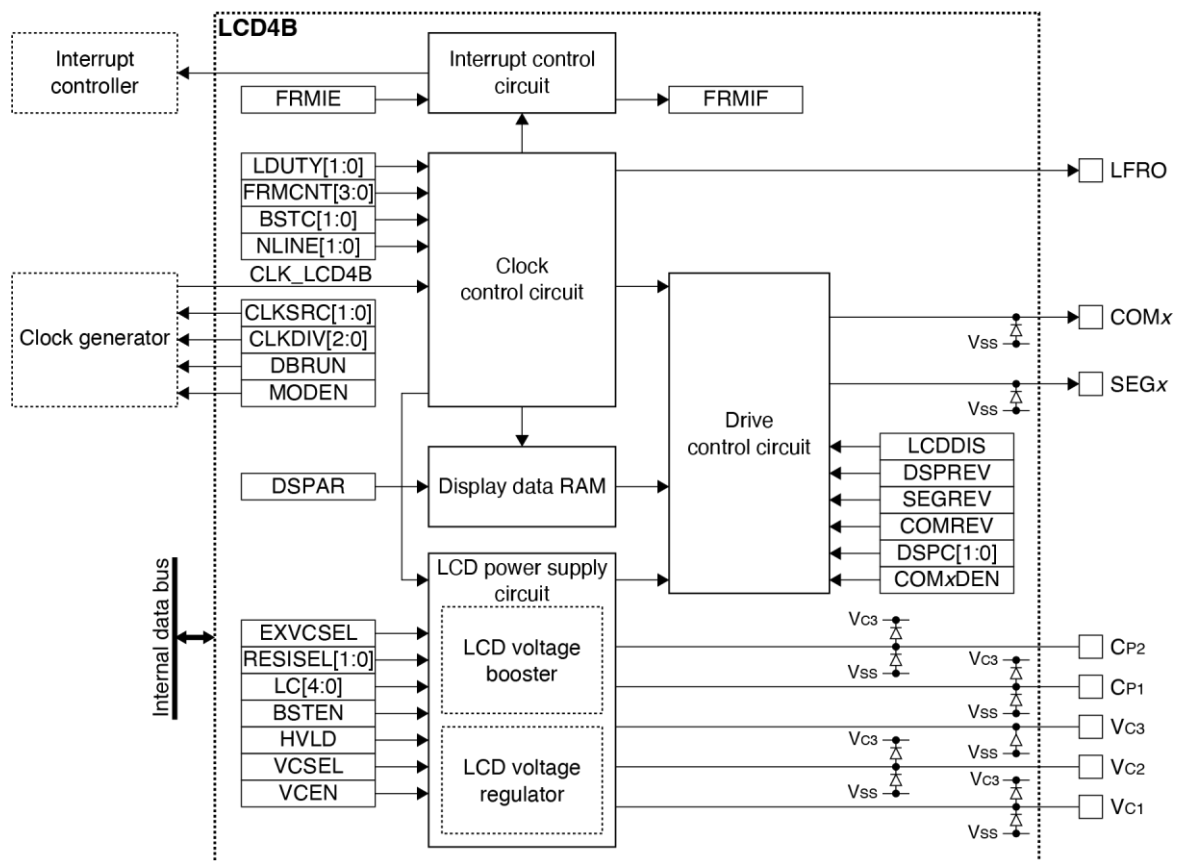 LCD4B
Interrupt
controller
Interrupt control
circuit
FRMIE
FRMIF
LDUTY[1:0]
FRMCNT[3:0]
BSTC[1:0]
NLINE[1:0]
CLK_LCD4B
Clock
control circuit
LFRO
Clock generator
CLKSRC[1:0]
CLKDIV[2:0]
DBRUN
MODEN
COMx
VSS
SEGx
VSS
Drive
control circuit
LCDDIS
DSPREV
SEGREV
COMREV
DSPC[1:0]
COMxDEN
DSPAR
Display data RAM
Internal data bus
LCD power supply
circuit
LCD voltage
booster
LCD voltage
regulator
EXVCSEL
RESISEL[1:0]
LC[4:0]
BSTEN
HVLD
VCSEL
VCEN
VC3
VSS
CP2
VC3
VSS
CP1
VC3
VSS
VC3
VSS
VC2
VC3
VSS
VC1